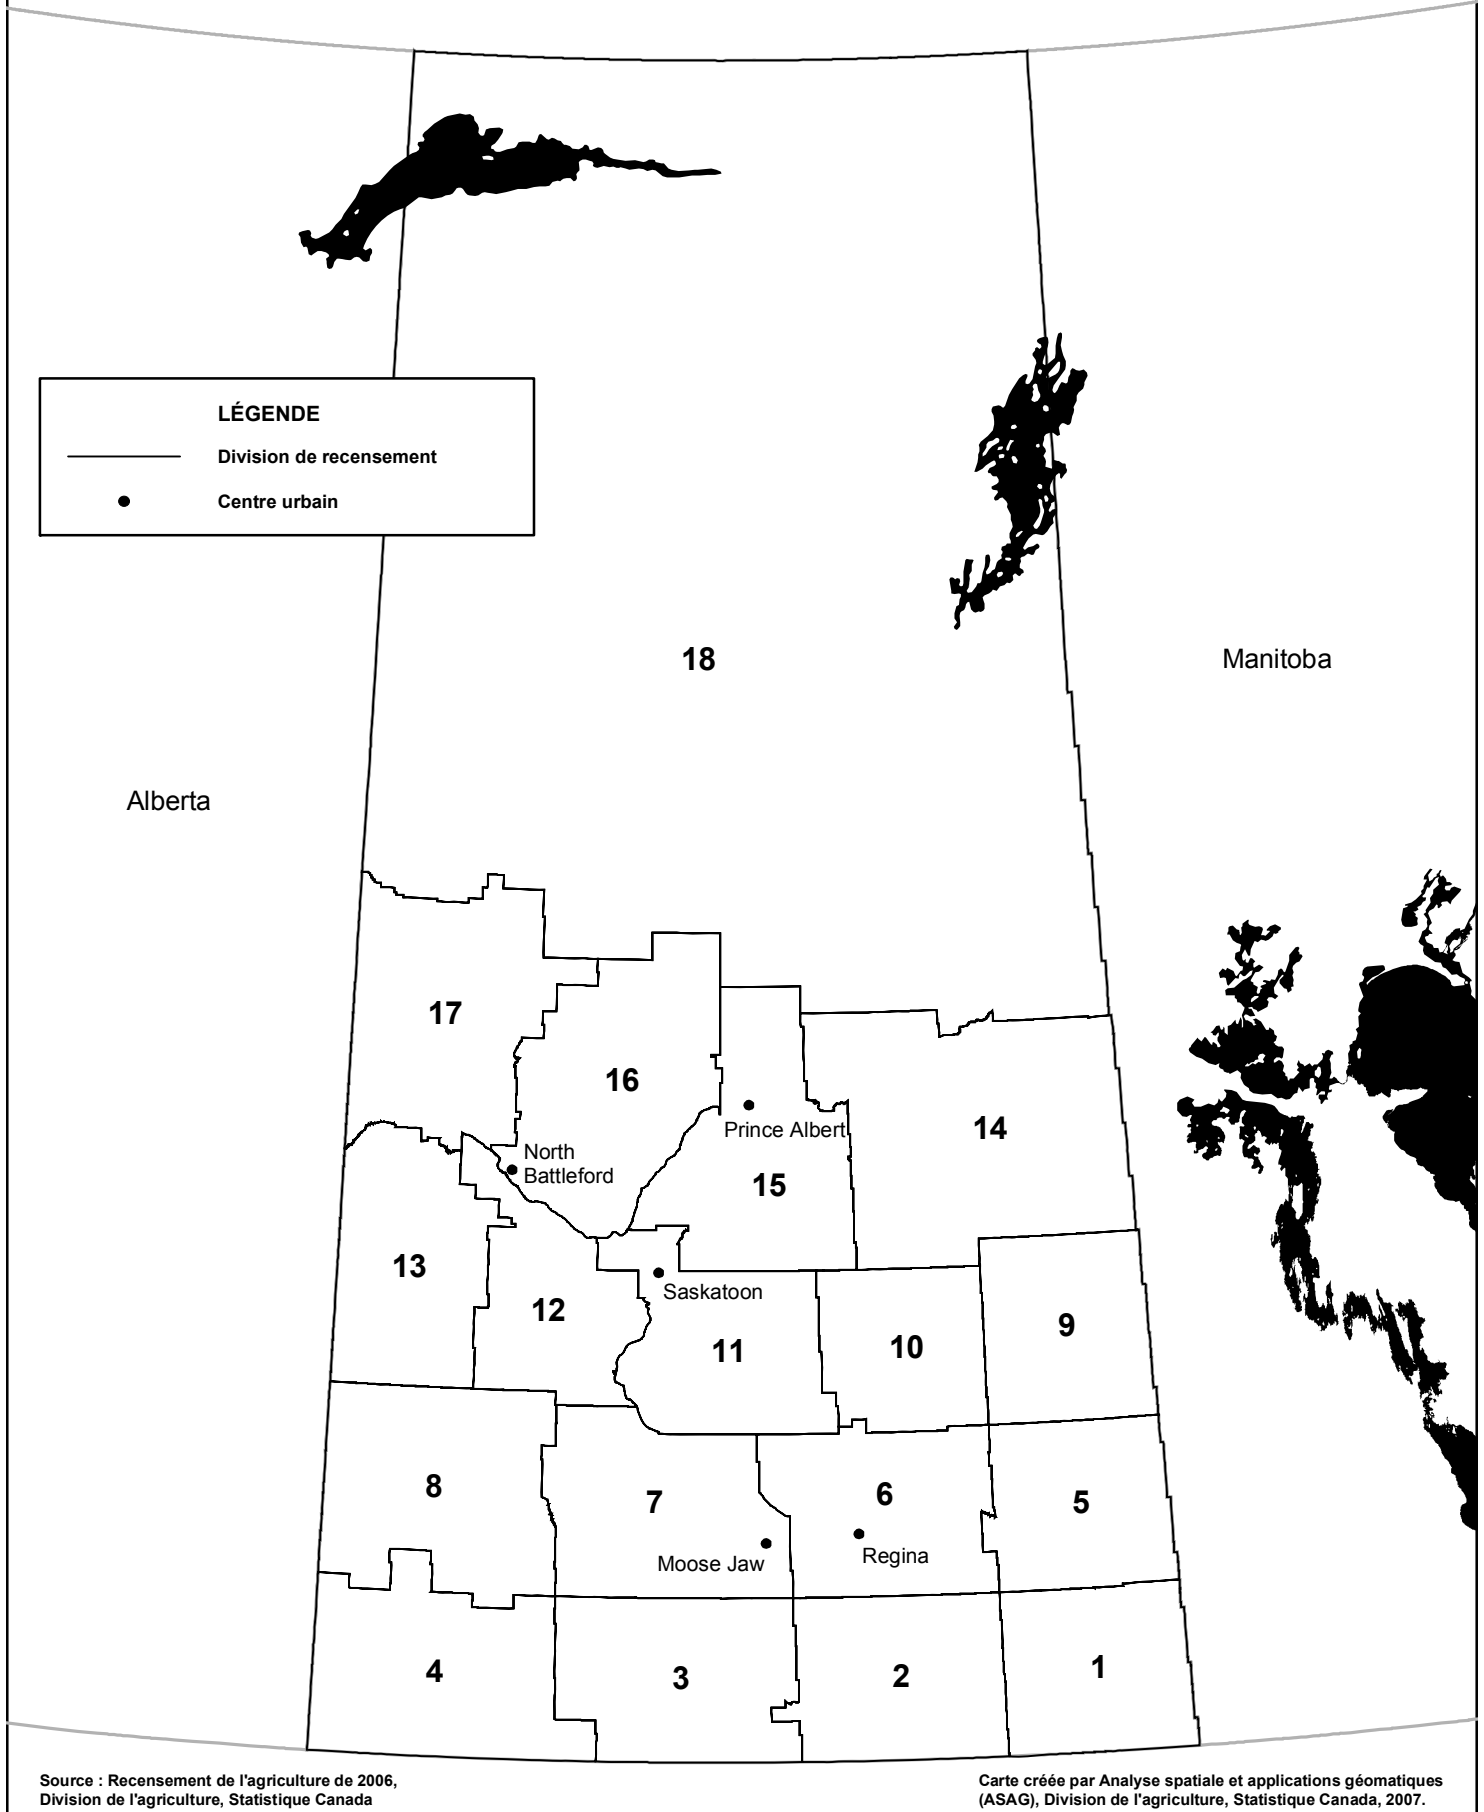 LÉGENDE
Division de recensement
Centre urbain
18
Manitoba
Alberta
17
16
Prince Albert
14
North
Battleford
15
13
Saskatoon
12
11
10
9
8
7
6
5
Moose Jaw
Regina
4
3
2
1
Source : Recensement de l'agriculture de 2006,
Division de l'agriculture, Statistique Canada
Carte créée par Analyse spatiale et applications géomatiques
(ASAG), Division de l'agriculture, Statistique Canada, 2007.